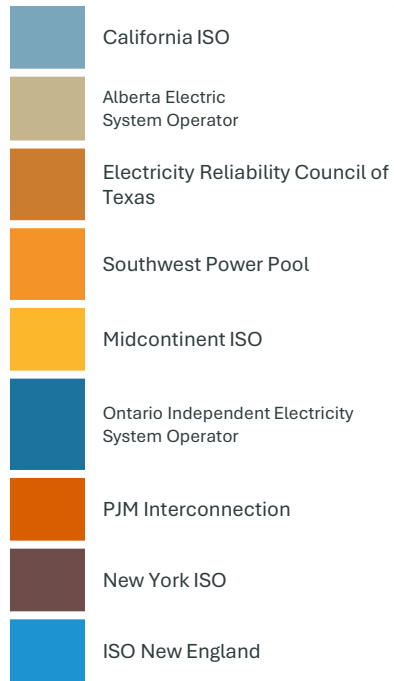 California ISO
Alberta Electric
System Operator
Electricity Reliability Council of
Texas
Southwest Power Pool
Midcontinent ISO
Ontario Independent Electricity
System Operator
PJM Interconnection
New York ISO
ISO New England